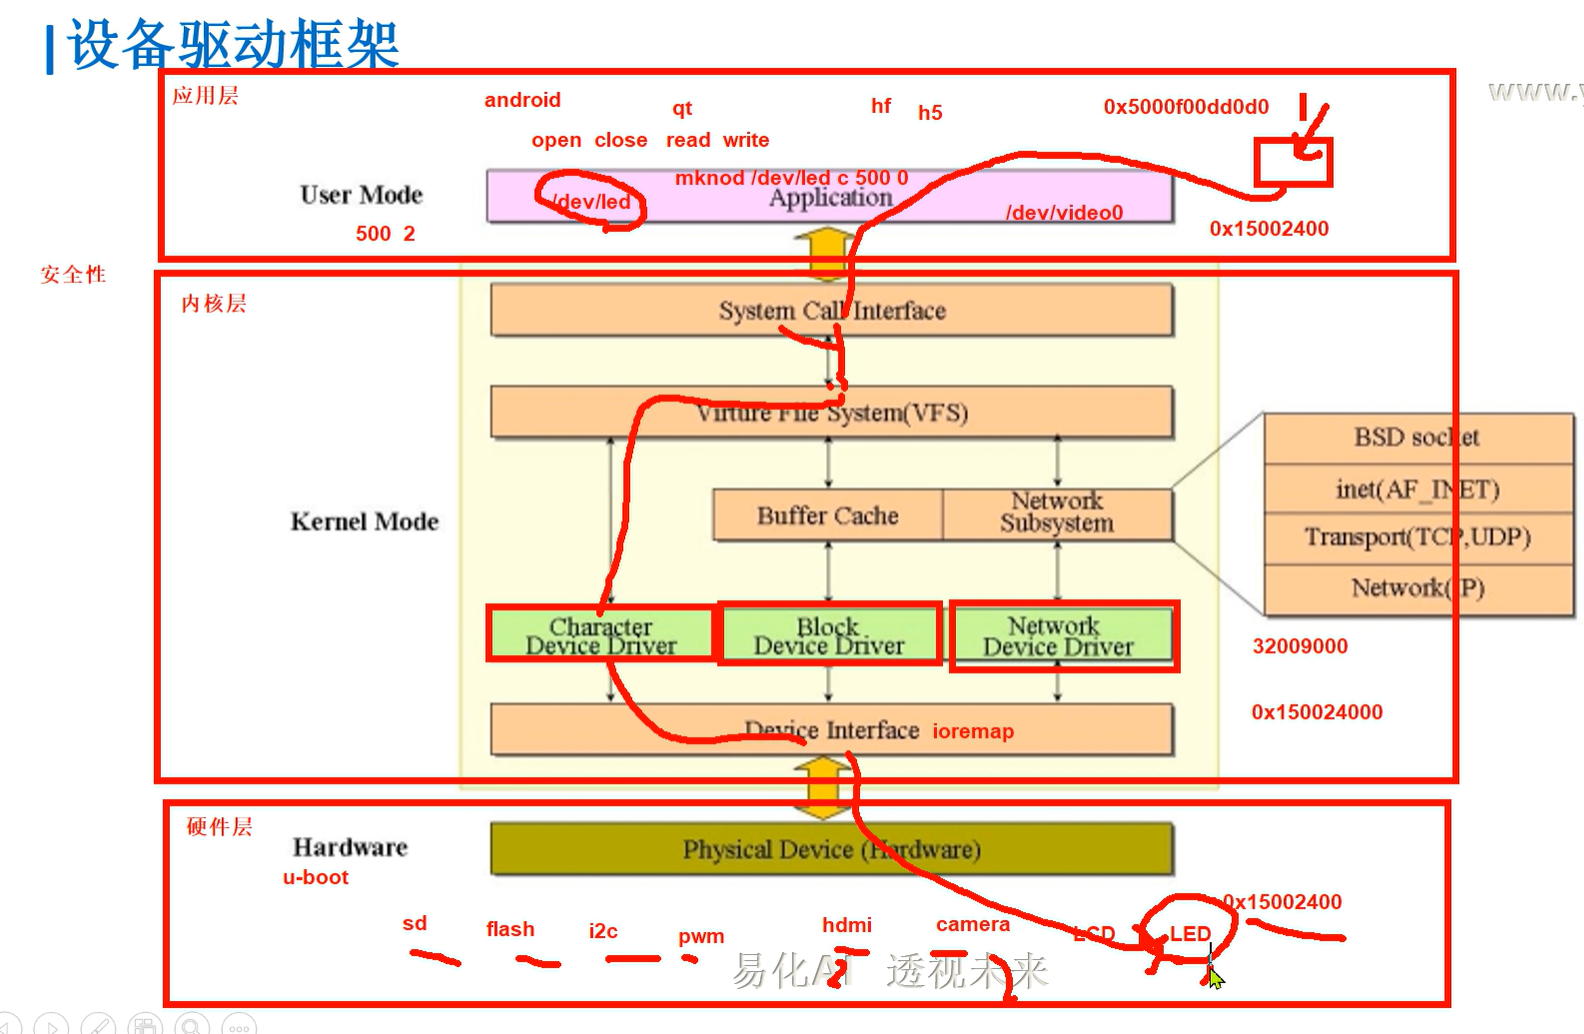 设备驱动框架
www.y
应用层
android
qt
hf
h5
0x5000f00dd0d0
open close read write
mknod /dev/led c 500 0
User Mode
/dev/led
Application
/dev/video0
500 2
0x15002400
安全性
内核层
System Call Interface
Virture File System(VFS)
BSD socket
inet(AF_INET)
Transport(TCP,UDP)
Network(IP)
Kernel Mode
Buffer Cache
Network
Subsystem
Character
Device Driver
Block
Device Driver
Network
Device Driver
32009000
0x150024000
Device Interface
ioremap
硬件层
Hardware
Physical Device (Hardware)
u-boot
sd
flash
i2c
pwm
hdmi
camera
LCD
LED
0x15002400
易化AI 透视未来